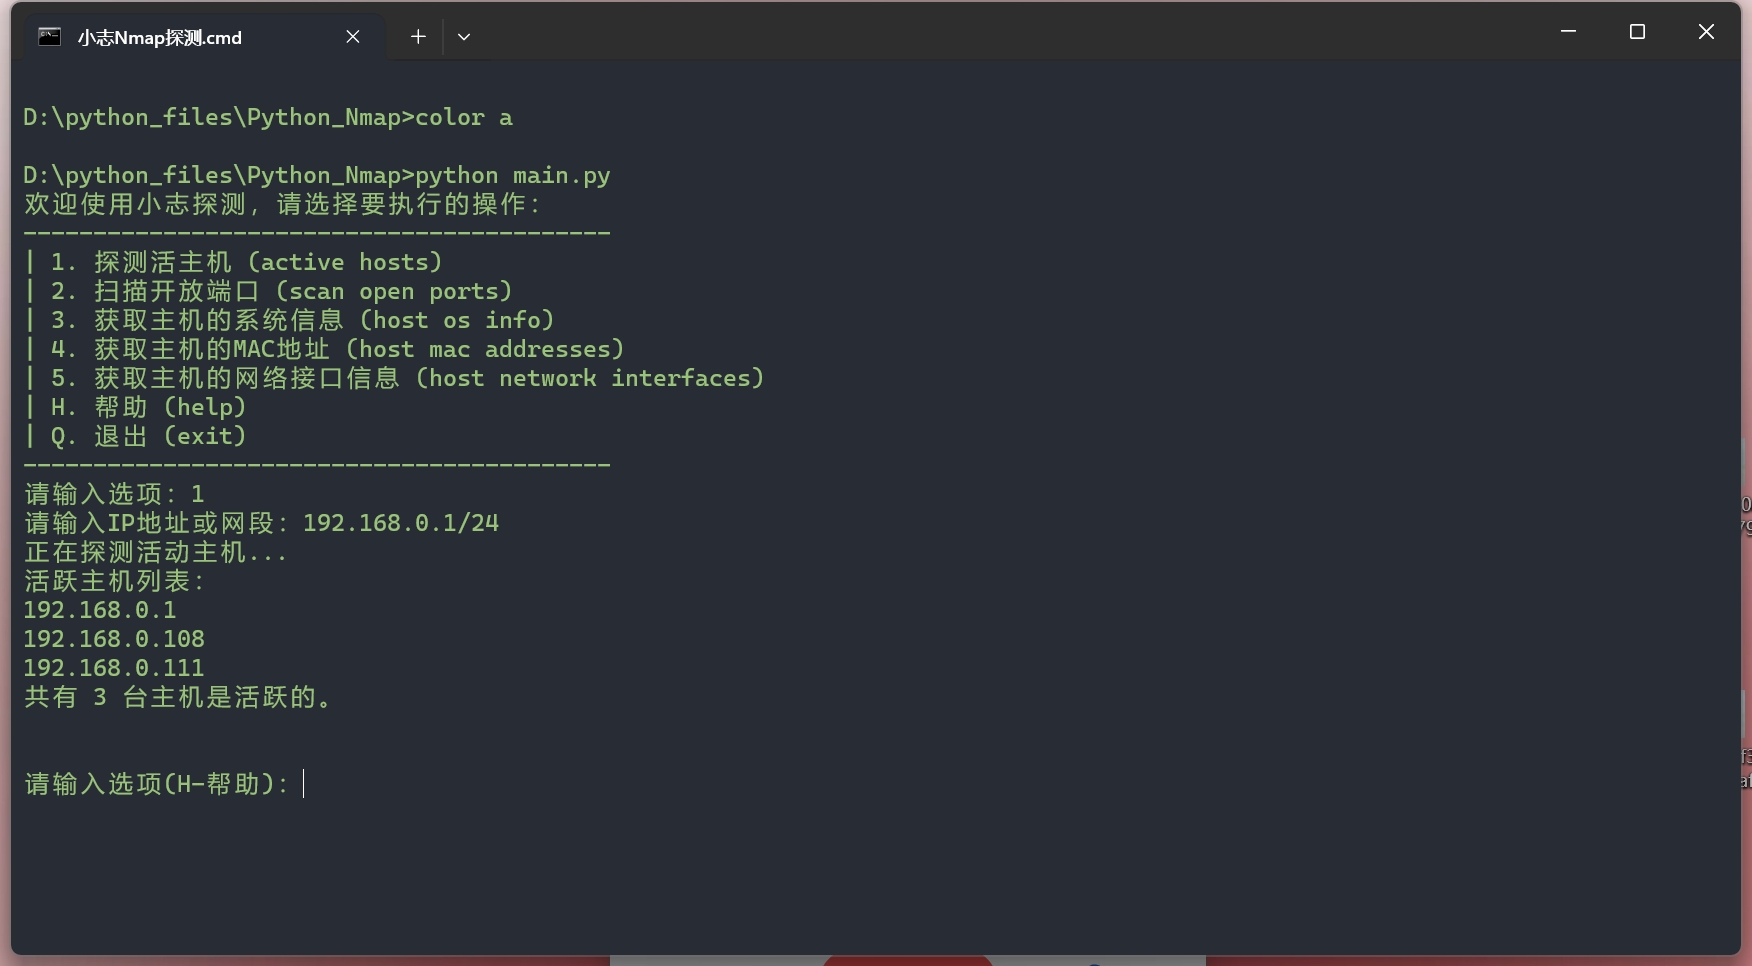 小志Nmap探测.cmd
D:\python_files\Python_Nmap>color a
D:\python_files\Python_Nmap>python main.py
欢迎使用小志探测，请选择要执行的操作：
------------------------------------------
| 1. 探测活主机 (active hosts)
| 2. 扫描开放端口 (scan open ports)
| 3. 获取主机的系统信息 (host os info)
| 4. 获取主机的MAC地址 (host mac addresses)
| 5. 获取主机的网络接口信息 (host network interfaces)
| H. 帮助 (help)
| Q. 退出 (exit)
------------------------------------------
请输入选项：1
请输入IP地址或网段：192.168.0.1/24
正在探测活动主机...
活跃主机列表：
192.168.0.1
192.168.0.108
192.168.0.111
共有 3 台主机是活跃的。
请输入选项(H-帮助)：